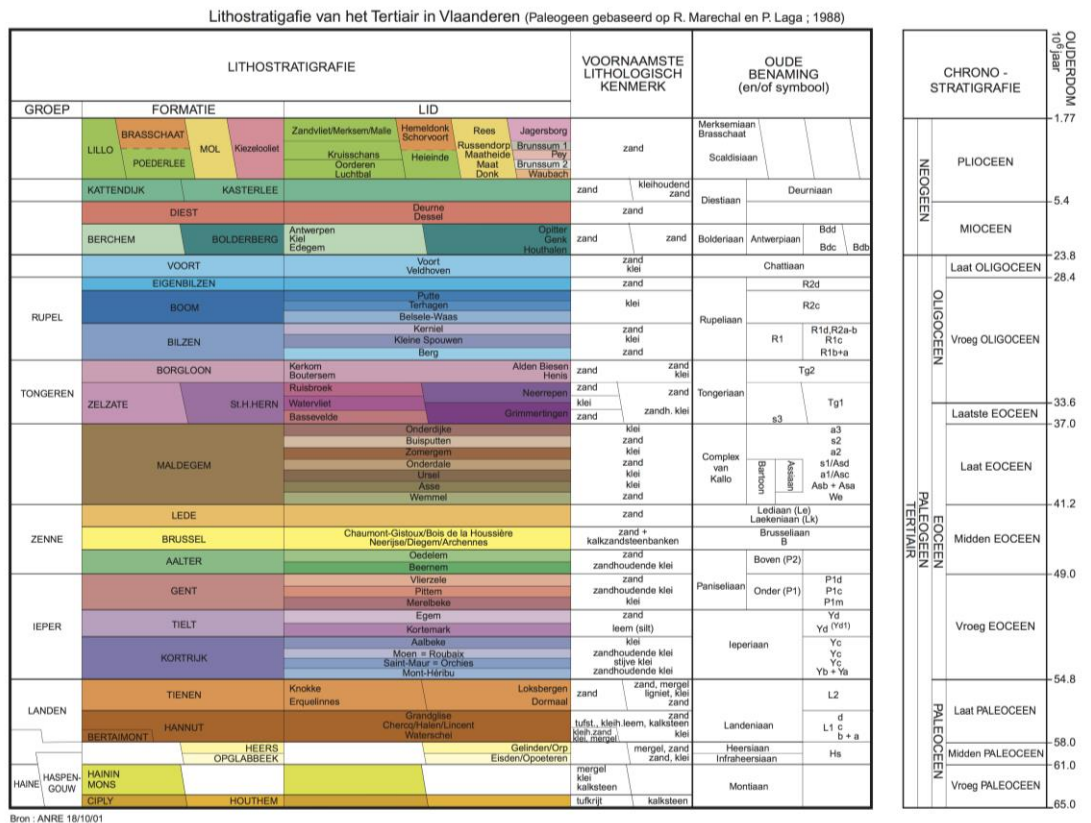 Lithostratigafie van het Tertiair in Vlaanderen (Paleogeen gebaseerd op R. Marechal en P. Laga ; 1988)
LITHOSTRATIGRAFIE
VOORNAAMSTE
LITHOLOGISCH
KENMERK
OUDE
BENAMING
(en/of symbool)
CHRONO -
STRATIGRAFIE
OUDERDOM
10⁶ jaar
GROEP
FORMATIE
LID
1.77
LILLO
BRASSCHAAT
POEDERLEE
MOL
Kiezelooliet
Zandvliet/Merksem/Malle
Kruisschans
Oorderen
Luchtbal
Hemeldonk
Schorvoort
Heieinde
Rees
Russendorp
Maatheide
Maat
Donk
Jagersborg
Brunssum 1
Pey
Brunssum 2
Waubach
zand
Merksemiaan
Brasschaat
Scaldisiaan
NEOGEEN
PLIOCEEN
KATTENDIJK
KASTERLEE
zand
kleihoudend
zand
Diestiaan
Deurniaan
5.4
DIEST
Deurne
Dessel
zand
MIOCEEN
BERCHEM
BOLDERBERG
Antwerpen
Kiel
Edegem
Opitter
Genk
Houthalen
zand
zand
Bolderiaan
Antwerpiaan
Bdd
Bdc
Bdb
23.8
VOORT
Voort
Veldhoven
zand
klei
Chattiaan
Laat OLIGOCEEN
28.4
RUPEL
EIGENBILZEN
zand
R2d
BOOM
Putte
Terhagen
Belsele-Waas
klei
Rupeliaan
R2c
OLIGOCEEN
Vroeg OLIGOCEEN
BILZEN
Kerniel
Kleine Spouwen
Berg
zand
klei
zand
R1
R1d,R2a-b
R1c
R1b+a
TONGEREN
BORGLOON
Kerkom
Boutersem
Alden Biesen
Henis
zand
zand
klei
Tongeriaan
Tg2
ZELZATE
St.H.HERN
Ruisbroek
Watervliet
Bassevelde
Neerrepen
Grimmertingen
zand
klei
zand
zand
zandh. klei
Tg1
s3
33.6
Laatste EOCEEN
37.0
MALDEGEM
Onderdijke
Buisputten
Zomergem
Onderdale
Ursel
Asse
Wemmel
klei
zand
klei
zand
klei
klei
zand
Complex
van
Kallo
Bartoon
Assiaan
a3
s2
a2
s1/Asd
a1/Asc
Asb + Asa
We
Laat EOCEEN
41.2
PALEOGEEN
TERTIAIR
EOCEEN
ZENNE
LEDE
zand
Lediaan (Le)
Laekeniaan (Lk)
BRUSSEL
Chaumont-Gistoux/Bois de la Houssière
Neerijse/Diegem/Archennes
zand +
kalkzandsteenbanken
Brusseliaan
B
Midden EOCEEN
AALTER
Oedelem
Beernem
zand
zandhoudende klei
Paniseliaan
Boven (P2)
49.0
IEPER
GENT
Vlierzele
Pittem
Merelbeke
zand
zandhoudende klei
klei
Onder (P1)
P1d
P1c
P1m
Vroeg EOCEEN
TIELT
Egem
Kortemark
zand
leem (silt)
Ieperiaan
Yd
Yd (Yd1)
KORTRIJK
Aalbeke
Moen = Roubaix
Saint-Maur = Orchies
Mont-Héribu
klei
zandhoudende klei
stijve klei
zandhoudende klei
Yc
Yc
Yc
Yb + Ya
54.8
LANDEN
TIENEN
Knokke
Erquelinnes
Loksbergen
Dormaal
zand
zand, mergel
ligniet, klei
zand
Landeniaan
L2
PALEOCEEN
Laat PALEOCEEN
HANNUT
BERTAIMONT
Grandglise
Chercq/Halen/Lincent
Waterschei
zand
tufst., kleih.leem, kalksteen
kleih.zand
klei, mergel
klei
L1
d
c
b + a
58.0
HEERS
OPGLABBEEK
Gelinden/Orp
Eisden/Opoeteren
mergel, zand
zand, klei
Heersiaan
Infraheersiaan
Hs
Midden PALEOCEEN
61.0
HAINE
HASPEN-
GOUW
HAININ
MONS
mergel
klei
kalksteen
Montiaan
Vroeg PALEOCEEN
CIPLY
HOUTHEM
tufkrijt
kalksteen
65.0
Bron : ANRE 18/10/01